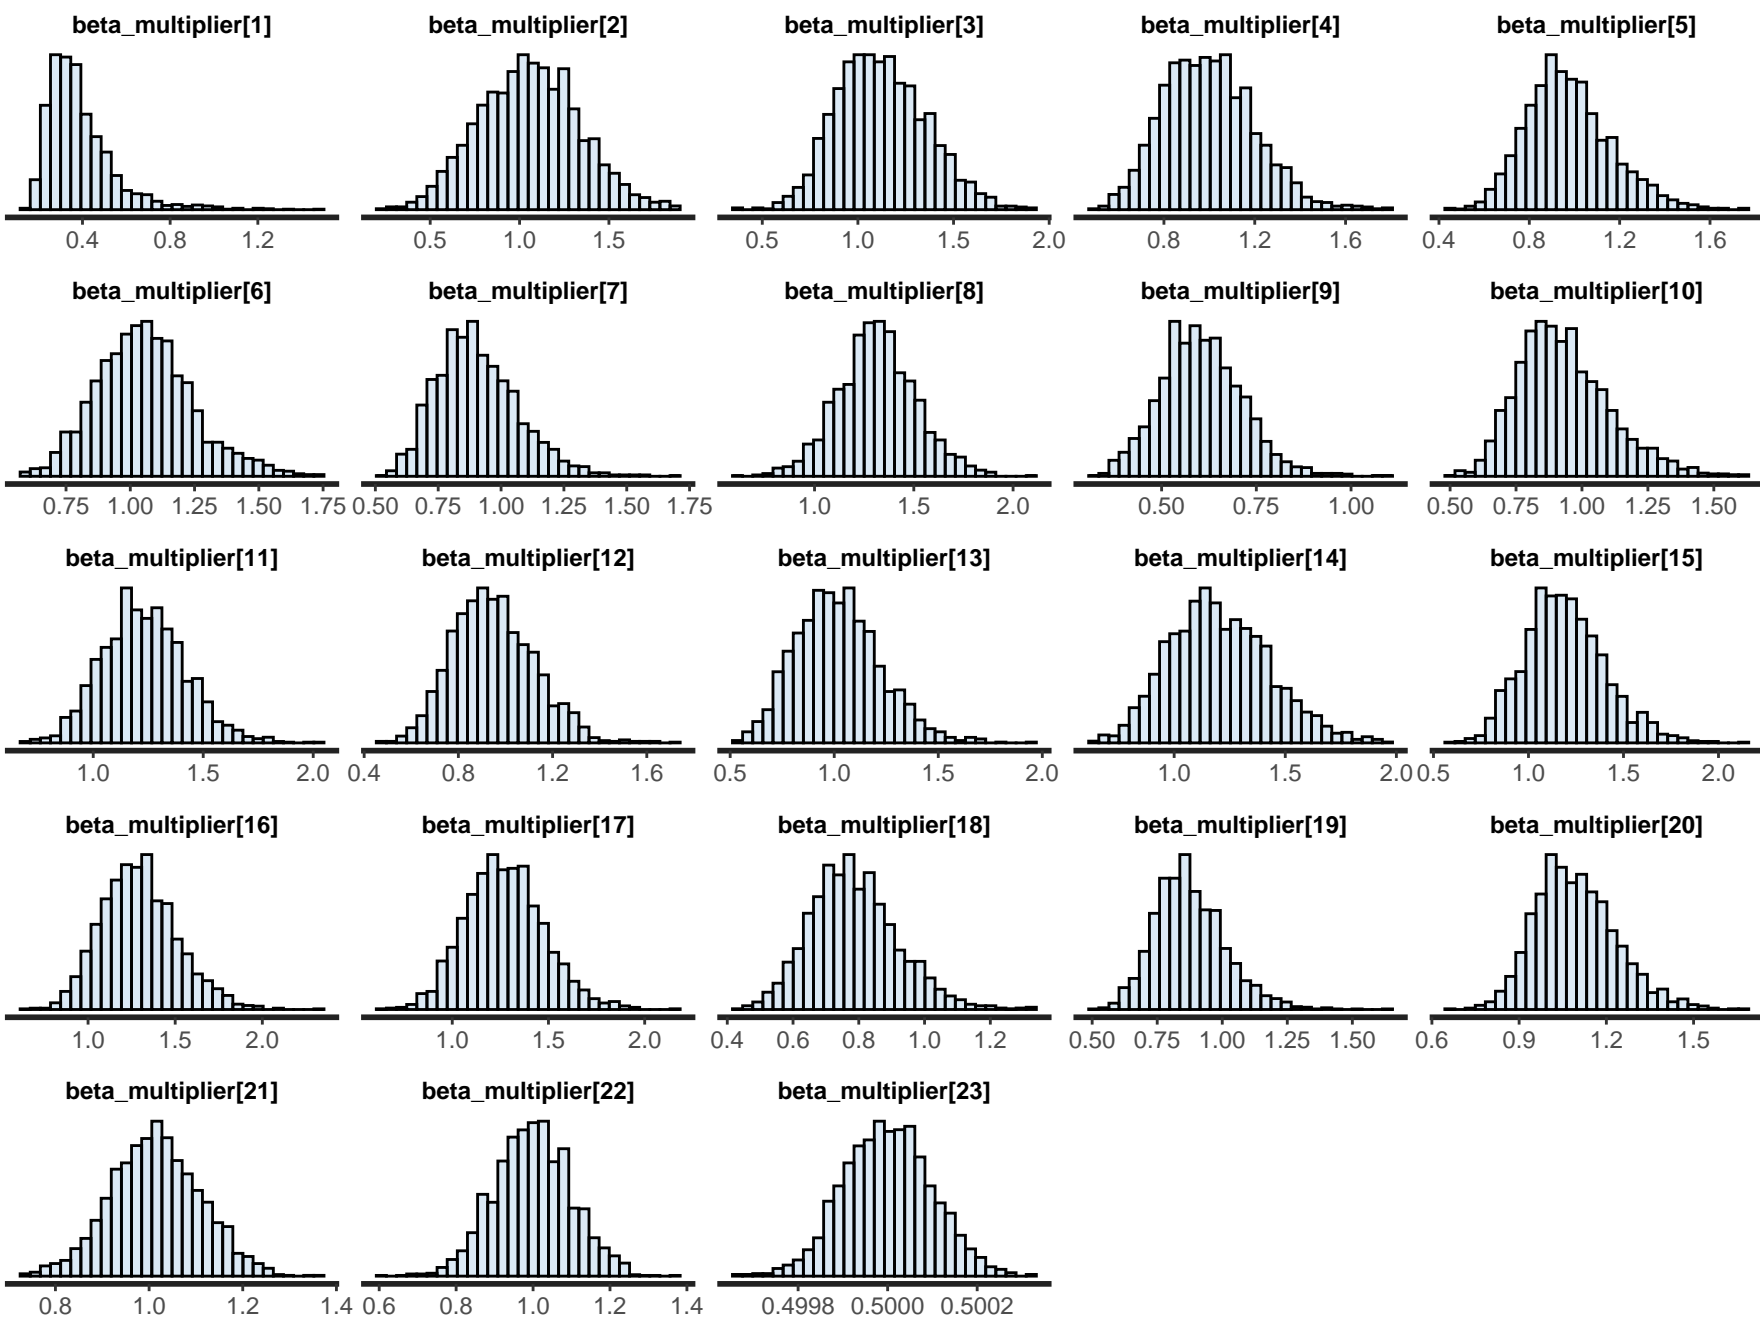 beta_multiplier[1] beta_multiplier[2] beta_multiplier[3] beta_multiplier[4] beta_multiplier[5]
0.4 0.8 1.2 0.5 1.0 1.5 0.5 1.0 1.5 2.0 0.8 1.2 1.6 0.4 0.8 1.2 1.6
beta_multiplier[6] beta_multiplier[7] beta_multiplier[8] beta_multiplier[9] beta_multiplier[10]
0.75 1.00 1.25 1.50 1.75 0.50 0.75 1.00 1.25 1.50 1.75 1.0 1.5 2.0 0.50 0.75 1.00 0.50 0.75 1.00 1.25 1.50
beta_multiplier[11] beta_multiplier[12] beta_multiplier[13] beta_multiplier[14] beta_multiplier[15]
1.0 1.5 2.0 0.4 0.8 1.2 1.6 0.5 1.0 1.5 2.0 1.0 1.5 2.0 0.5 1.0 1.5 2.0
beta_multiplier[16] beta_multiplier[17] beta_multiplier[18] beta_multiplier[19] beta_multiplier[20]
1.0 1.5 2.0 1.0 1.5 2.0 0.4 0.6 0.8 1.0 1.2 0.50 0.75 1.00 1.25 1.50 0.6 0.9 1.2 1.5
beta_multiplier[21] beta_multiplier[22] beta_multiplier[23]
0.8 1.0 1.2 1.4 0.6 0.8 1.0 1.2 1.4 0.4998 0.5000 0.5002